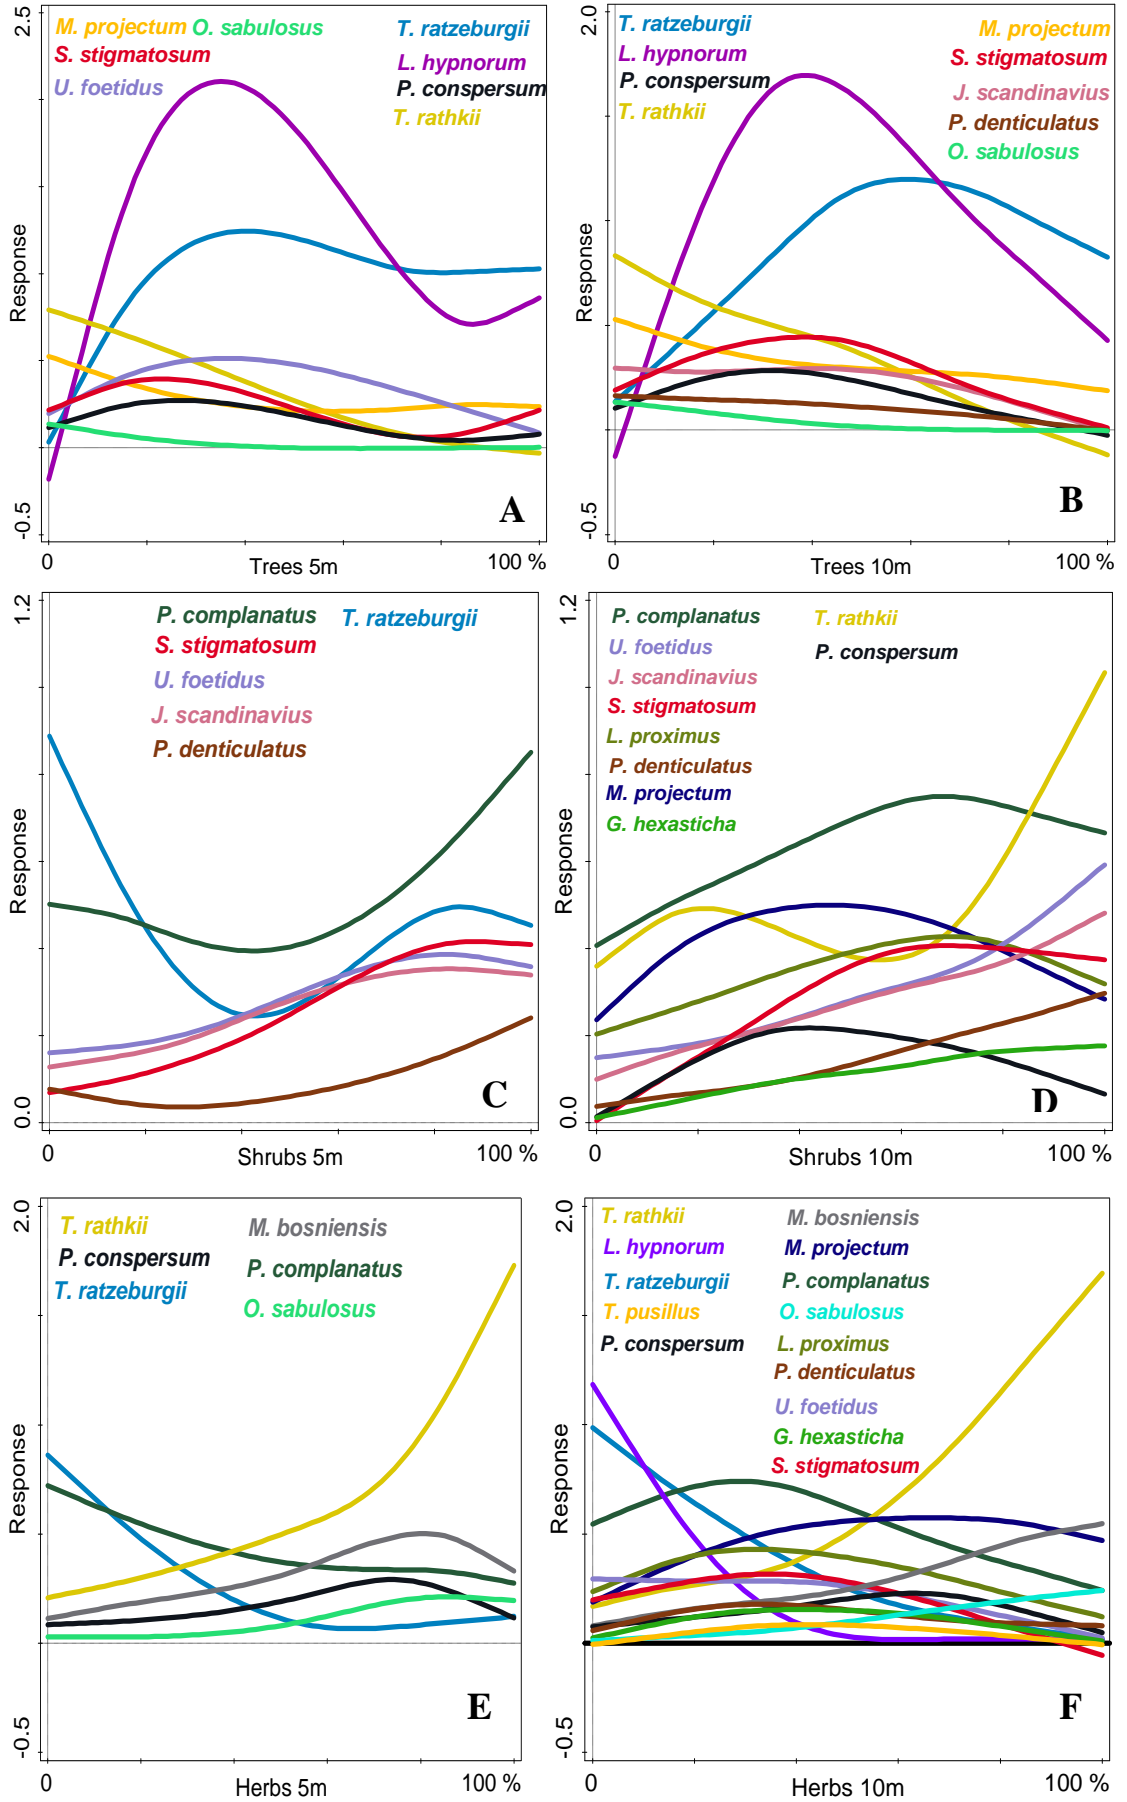 2.5
M. projectum O. sabulosus
S. stigmatosum
U. foetidus
T. ratzeburgii
L. hypnorum
P. conspersum
T. rathkii
Response
-0.5
A
0
Trees 5m
100 %
2.0
T. ratzeburgii
L. hypnorum
P. conspersum
T. rathkii
M. projectum
S. stigmatosum
J. scandinavius
P. denticulatus
O. sabulosus
Response
-0.5
B
0
Trees 10m
100 %
1.2
P. complanatus
S. stigmatosum
U. foetidus
J. scandinavius
P. denticulatus
T. ratzeburgii
Response
0.0
C
0
Shrubs 5m
100 %
1.2
P. complanatus
U. foetidus
J. scandinavius
S. stigmatosum
L. proximus
P. denticulatus
M. projectum
G. hexasticha
T. rathkii
P. conspersum
Response
0.0
D
0
Shrubs 10m
100 %
2.0
T. rathkii
P. conspersum
T. ratzeburgii
M. bosniensis
P. complanatus
O. sabulosus
Response
-0.5
E
0
Herbs 5m
100 %
2.0
T. rathkii
L. hypnorum
T. ratzeburgii
T. pusillus
P. conspersum
M. bosniensis
M. projectum
P. complanatus
O. sabulosus
L. proximus
P. denticulatus
U. foetidus
G. hexasticha
S. stigmatosum
Response
-0.5
F
0
Herbs 10m
100 %